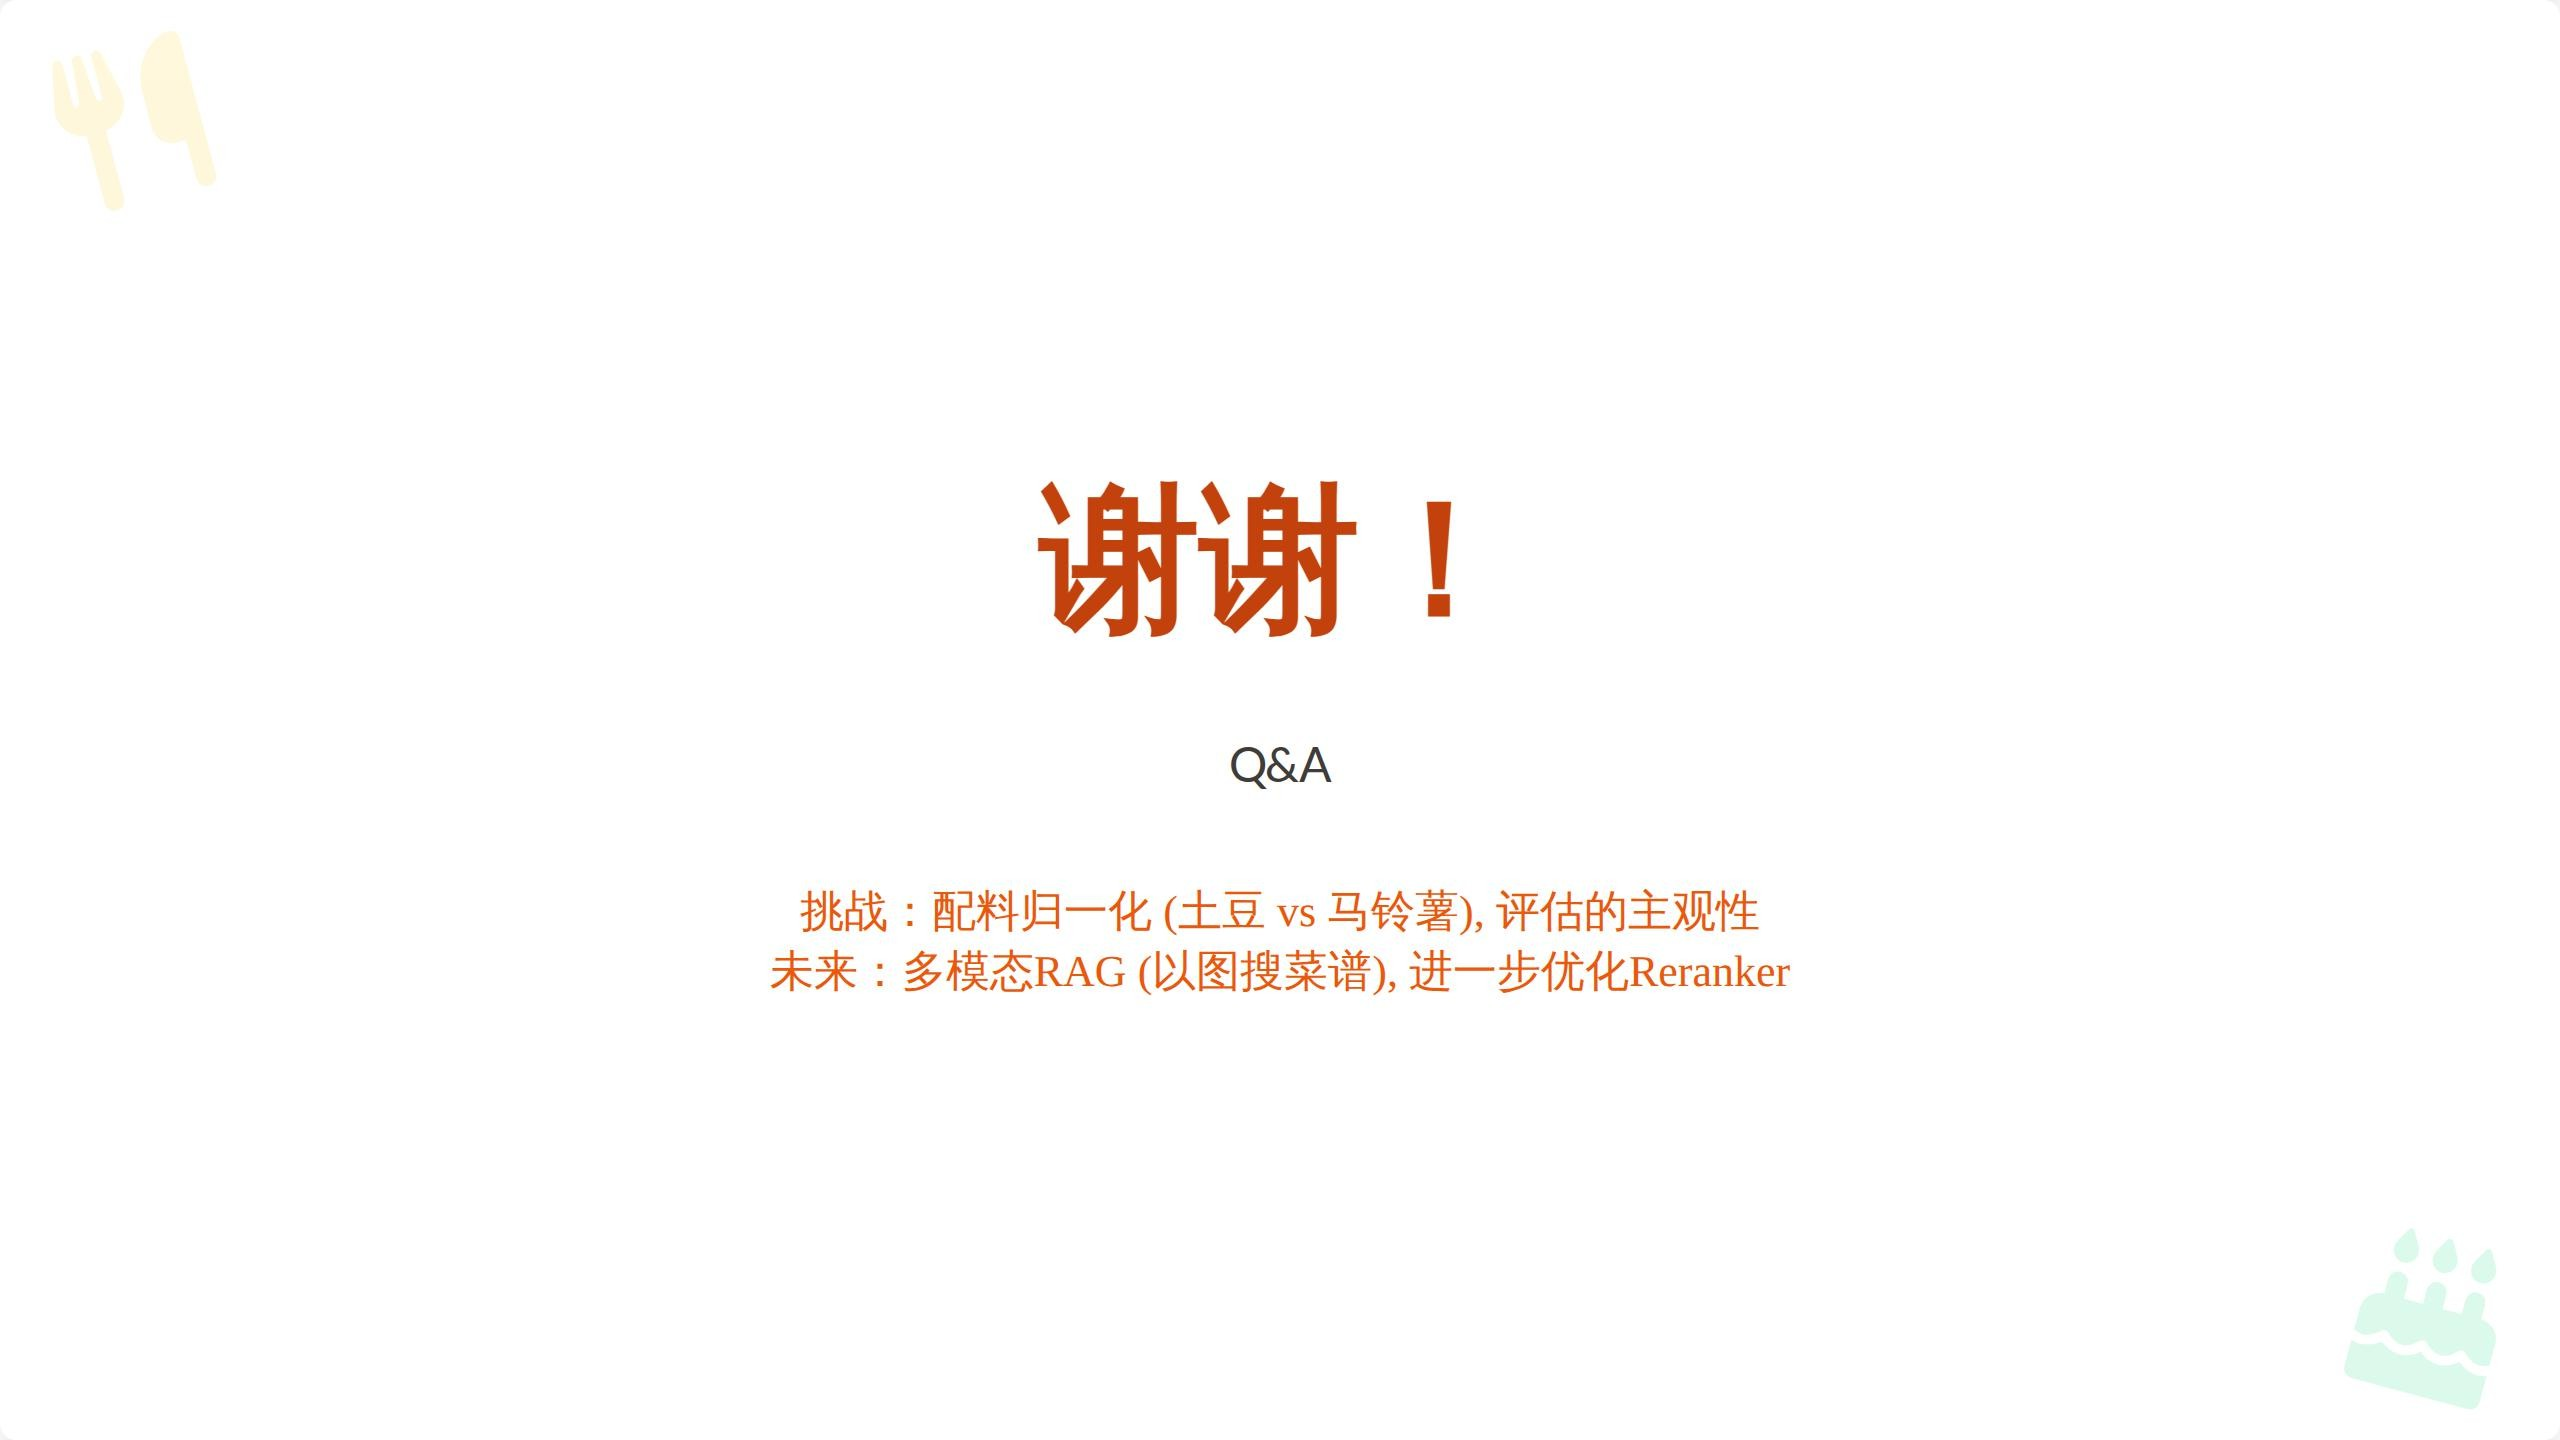 谢谢！
Q&A
挑战：配料归一化 (土豆 vs 马铃薯), 评估的主观性
未来：多模态RAG (以图搜菜谱), 进一步优化Reranker